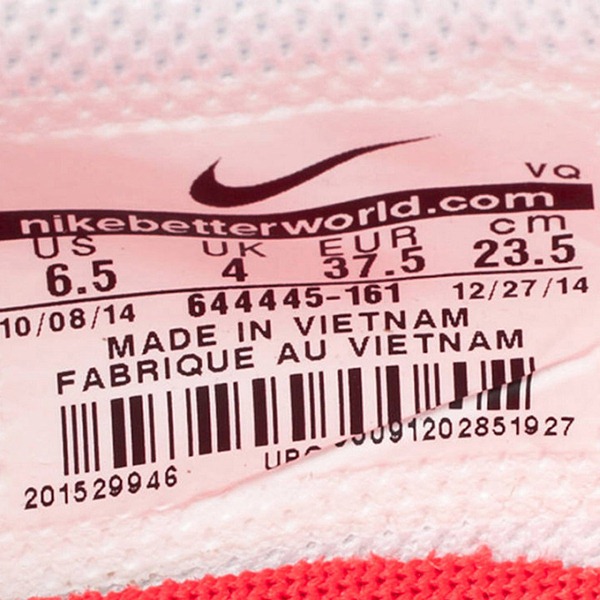 VQ
nikebetterworld.com
US UK EUR cm
6.5 4 37.5 23.5
10/08/14 644445-161 12/27/14
MADE IN VIETNAM
FABRIQUE AU VIETNAM
201529946 091202851927